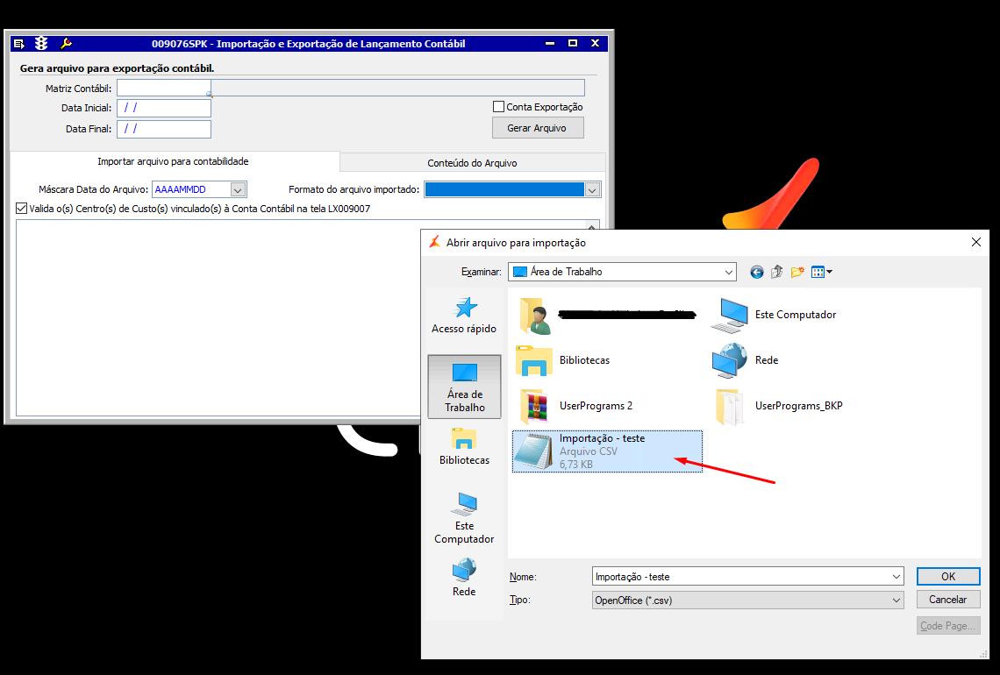 009076SPK - Importação e Exportação de Lançamento Contábil
Gera arquivo para exportação contábil.
Matriz Contábil:
Data Inicial: / /
Conta Exportação
Data Final: / /
Gerar Arquivo
Importar arquivo para contabilidade
Conteúdo do Arquivo
Máscara Data do Arquivo: AAAAMMDD
Formato do arquivo importado:
Valida o(s) Centro(s) de Custo(s) vinculado(s) à Conta Contábil na tela LX009007
Abrir arquivo para importação
Examinar: Área de Trabalho
Acesso rápido
Área de
Trabalho
Bibliotecas
Este
Computador
Rede
Este Computador
Bibliotecas
Rede
UserPrograms 2
UserPrograms_BKP
Importação - teste
Arquivo CSV
6,73 KB
Nome: Importação - teste
OK
Tipo: OpenOffice (*.csv)
Cancelar
Code Page...